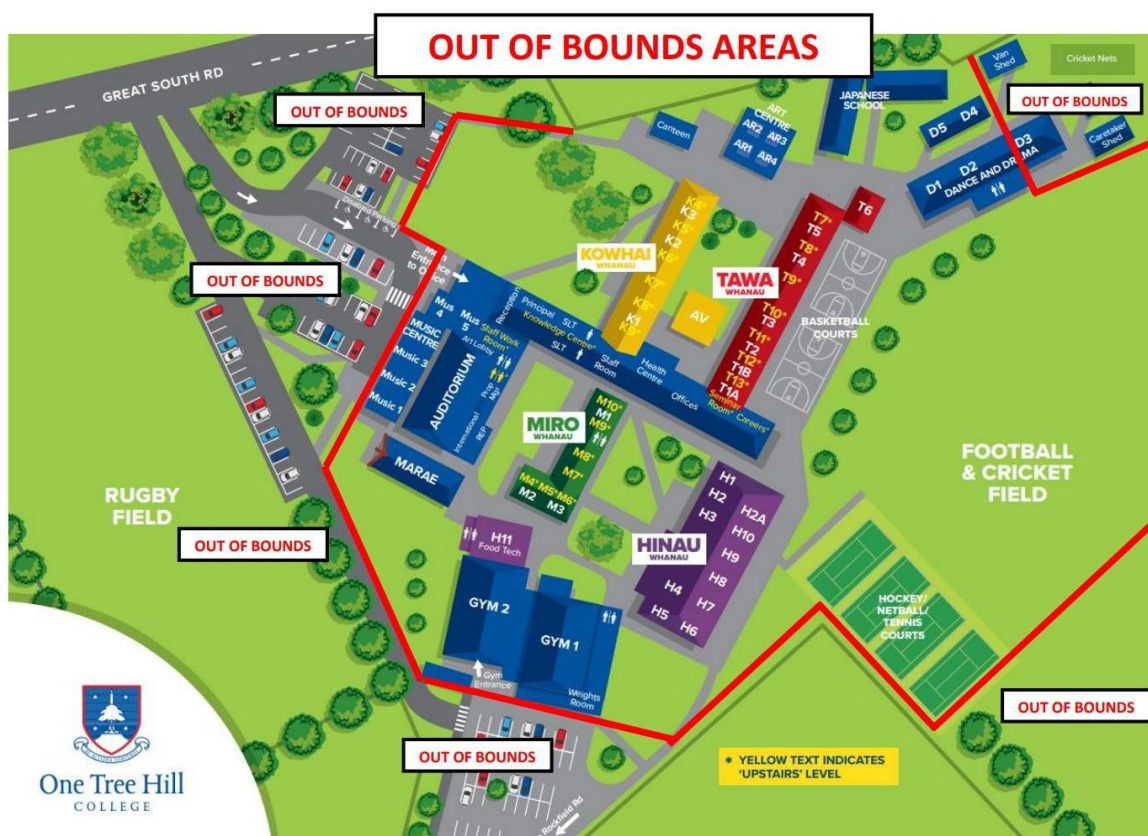 OUT OF BOUNDS AREAS
GREAT SOUTH RD
OUT OF BOUNDS
Disabled Parking
Main
Entrance
to Office
OUT OF BOUNDS
Canteen
ART
CENTRE
AR2
AR3
AR1
AR4
JAPANESE
SCHOOL
Van
Shed
Cricket Nets
OUT OF BOUNDS
Caretaker
Shed
D5
D4
D1
D2
D3
DANCE AND DRAMA
KOWHAI
WHANAU
K4*
K3
K5*
K2
K6*
K7*
K8*
K1
K9*
AV
TAWA
WHANAU
T6
T7*
T5
T8*
T4
T9*
T10*
T3
T11*
T2
T12*
T1B
T13*
T1A
Seminar
Room*
Careers*
BASKETBALL
COURTS
Reception
Principal
SLT
Knowledge Centre*
SLT
Staff
Room
Health
Centre
Offices
Mus
4
Mus
5
Staff Work
Room*
Art Lobby
MUSIC
CENTRE
Music 3
Music 2
Music 1
AUDITORIUM
Prop
Mgr
International
REP
MARAE
MIRO
WHANAU
M10*
M1
M9*
M8*
M7*
M4*
M5*
M6*
M2
M3
HINAU
WHANAU
H1
H2
H3
H2A
H10
H9
H8
H4
H7
H5
H6
H11
Food Tech
GYM 2
GYM 1
Gym
Entrance
Weights
Room
RUGBY
FIELD
OUT OF BOUNDS
FOOTBALL
& CRICKET
FIELD
HOCKEY/
NETBALL/
TENNIS
COURTS
OUT OF BOUNDS
OUT OF BOUNDS
Rockfield Rd
* YELLOW TEXT INDICATES
'UPSTAIRS' LEVEL
One Tree Hill
COLLEGE